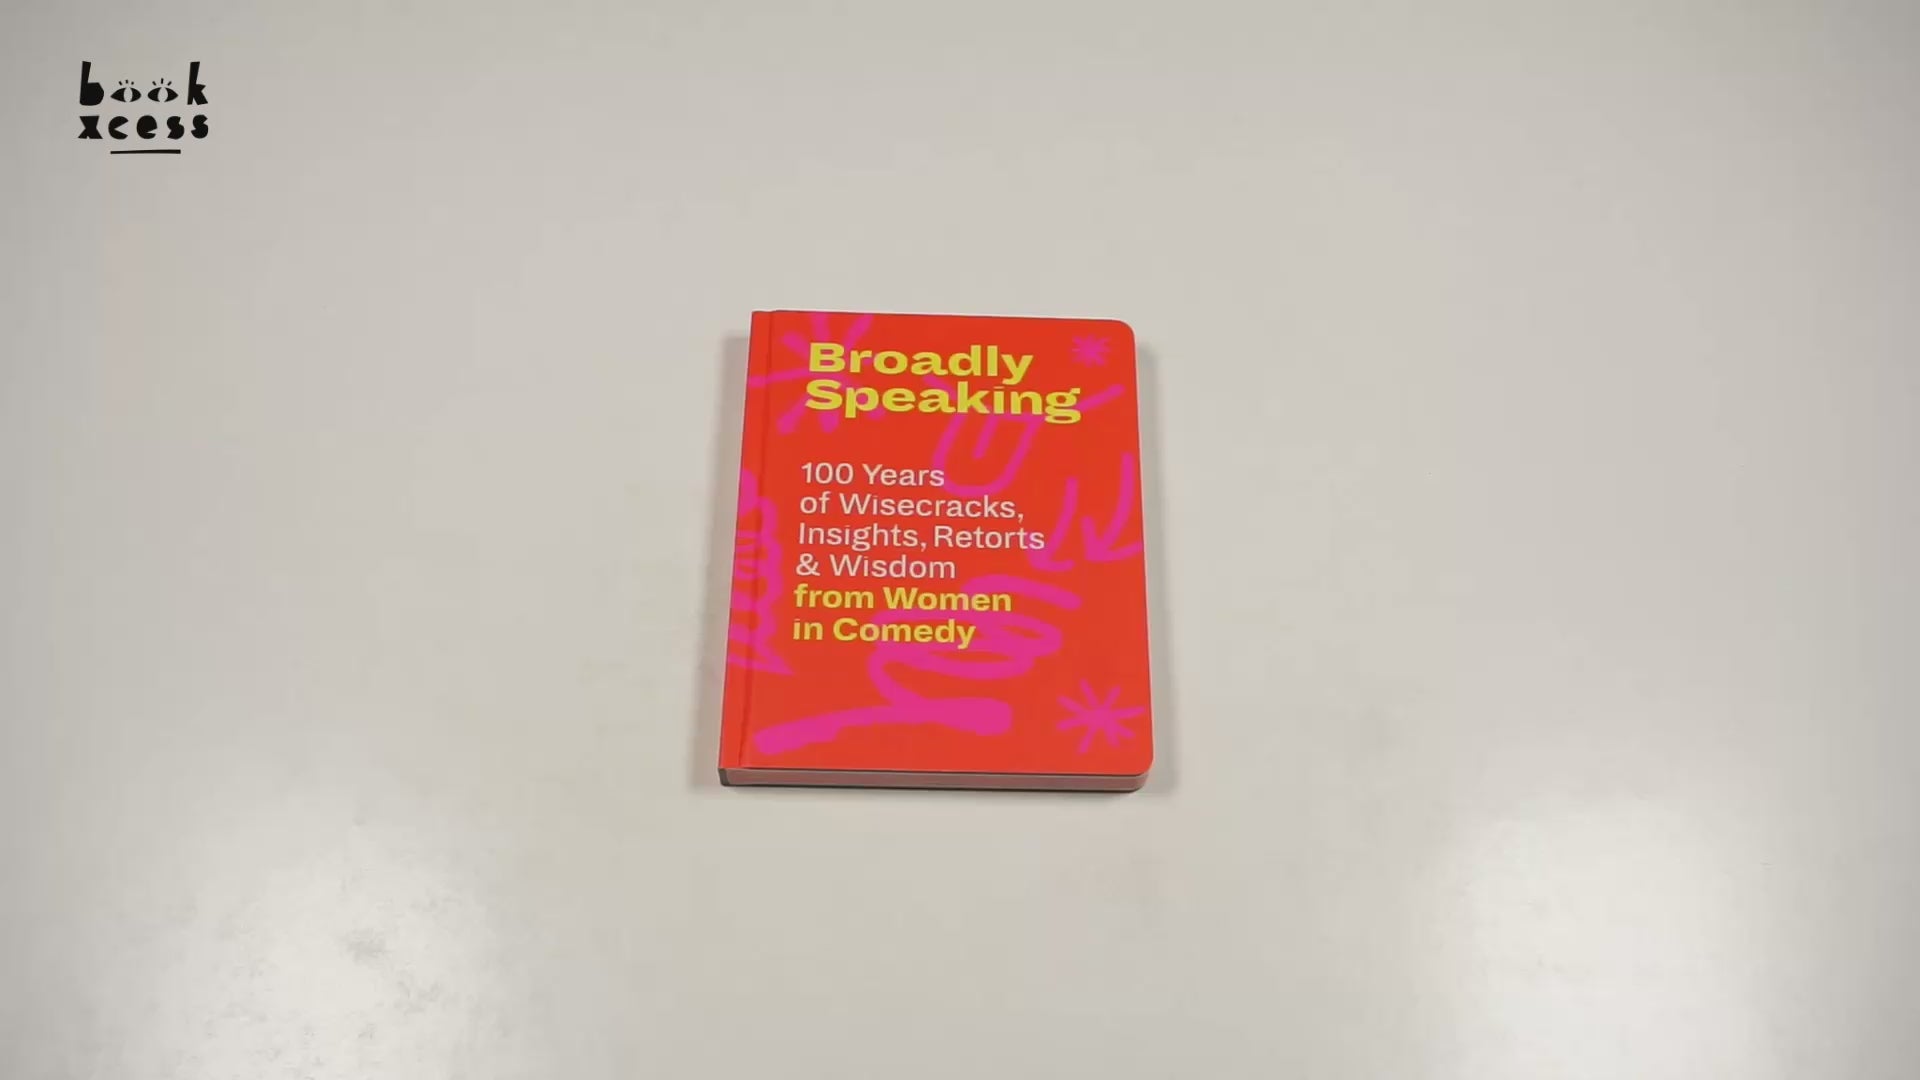 book
xcess
Broadly
Speaking
100 Years
of Wisecracks,
Insights, Retorts
& Wisdom
from Women
in Comedy